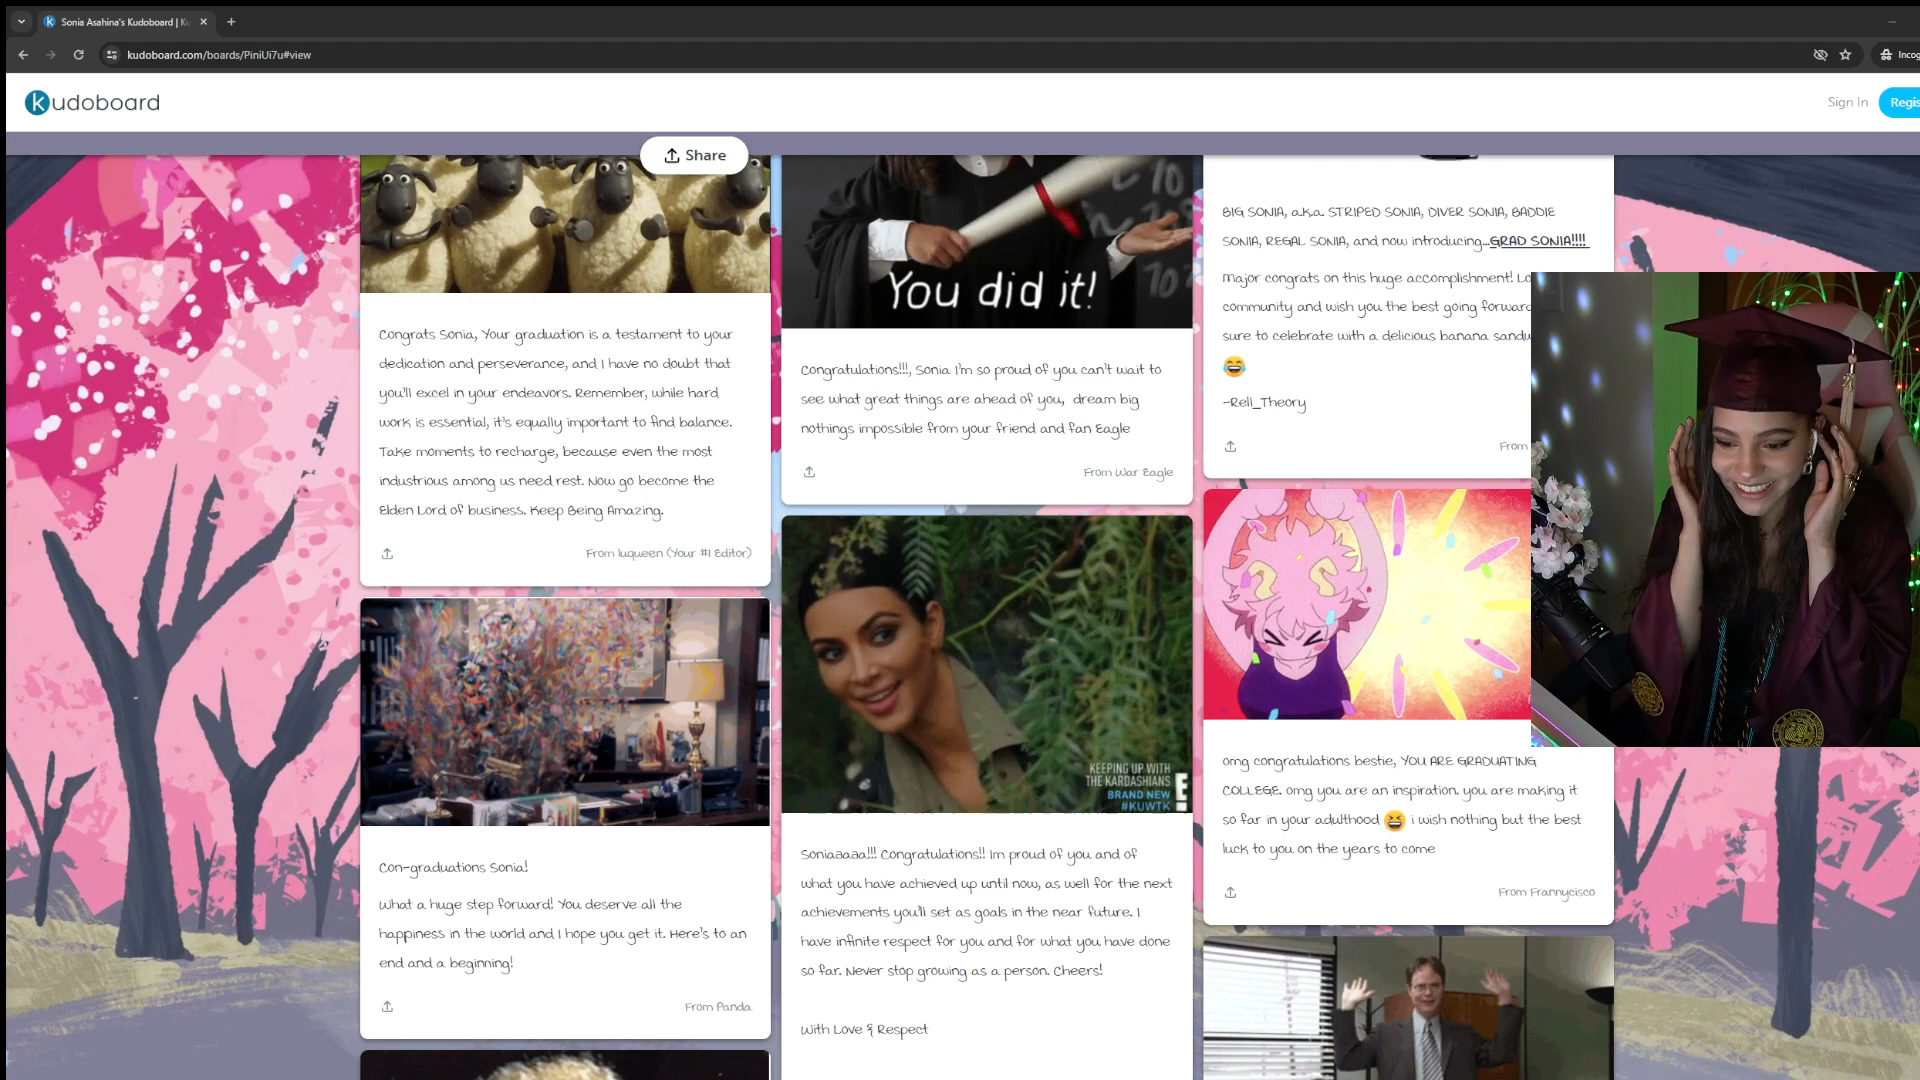 Sonia Asahina's Kudoboard | Ku
kudoboard.com/boards/PiniUi7u#view
Incog
kudoboard
Sign In
Regis
Share
Congrats Sonia, Your graduation is a testament to your
dedication and perseverance, and I have no doubt that
you'll excel in your endeavors. Remember, while hard
work is essential, it's equally important to find balance.
Take moments to recharge, because even the most
industrious among us need rest. Now go become the
Elden Lord of business. Keep Being Amazing.
From luqueen (Your #1 Editor)
Con-graduations Sonia!
What a huge step forward! You deserve all the
happiness in the world and I hope you get it. Here's to an
end and a beginning!
From Panda
You did it!
Congratulations!!!, Sonia I'm so proud of you can't wait to
see what great things are ahead of you, dream big
nothings impossible from your friend and fan Eagle
From War Eagle
KEEPING UP WITH
THE KARDASHIANS
BRAND NEW
#KUWTK
E!
Soniaaaaa!!! Congratulations!! Im proud of you and of
what you have achieved up until now, as well for the next
achievements you'll set as goals in the near future. I
have infinite respect for you and for what you have done
so far. Never stop growing as a person. Cheers!
With Love & Respect
BIG SONIA, a.k.a. STRIPED SONIA, DIVER SONIA, BADDIE
SONIA, REGAL SONIA, and now introducing...GRAD SONIA!!!!
Major congrats on this huge accomplishment! Lo
community and wish you the best going forward
sure to celebrate with a delicious banana sandw
😂
-Rell_Theory
From
omg congratulations bestie, YOU ARE GRADUATING
COLLEGE. omg you are an inspiration. you are making it
so far in your adulthood 😆 i wish nothing but the best
luck to you on the years to come
From Frannycisco